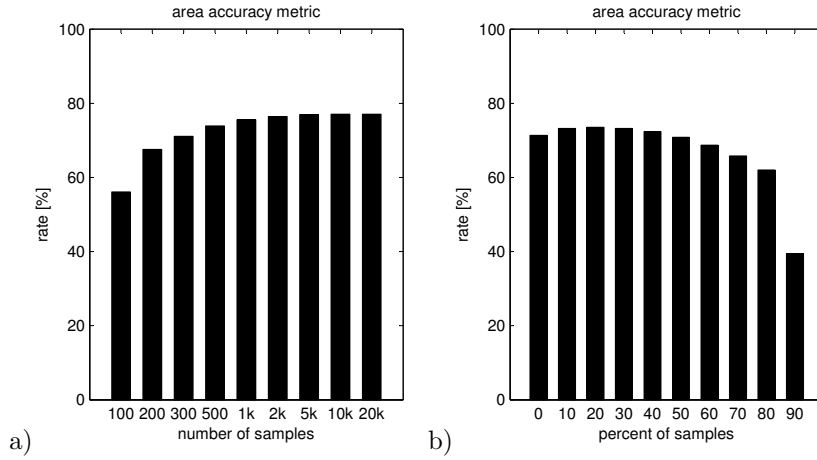 area accuracy metric
100
80
60
40
20
0
rate [%]
100 200 300 500 1k 2k 5k 10k 20k
number of samples
a)
area accuracy metric
100
80
60
40
20
0
rate [%]
0 10 20 30 40 50 60 70 80 90
percent of samples
b)